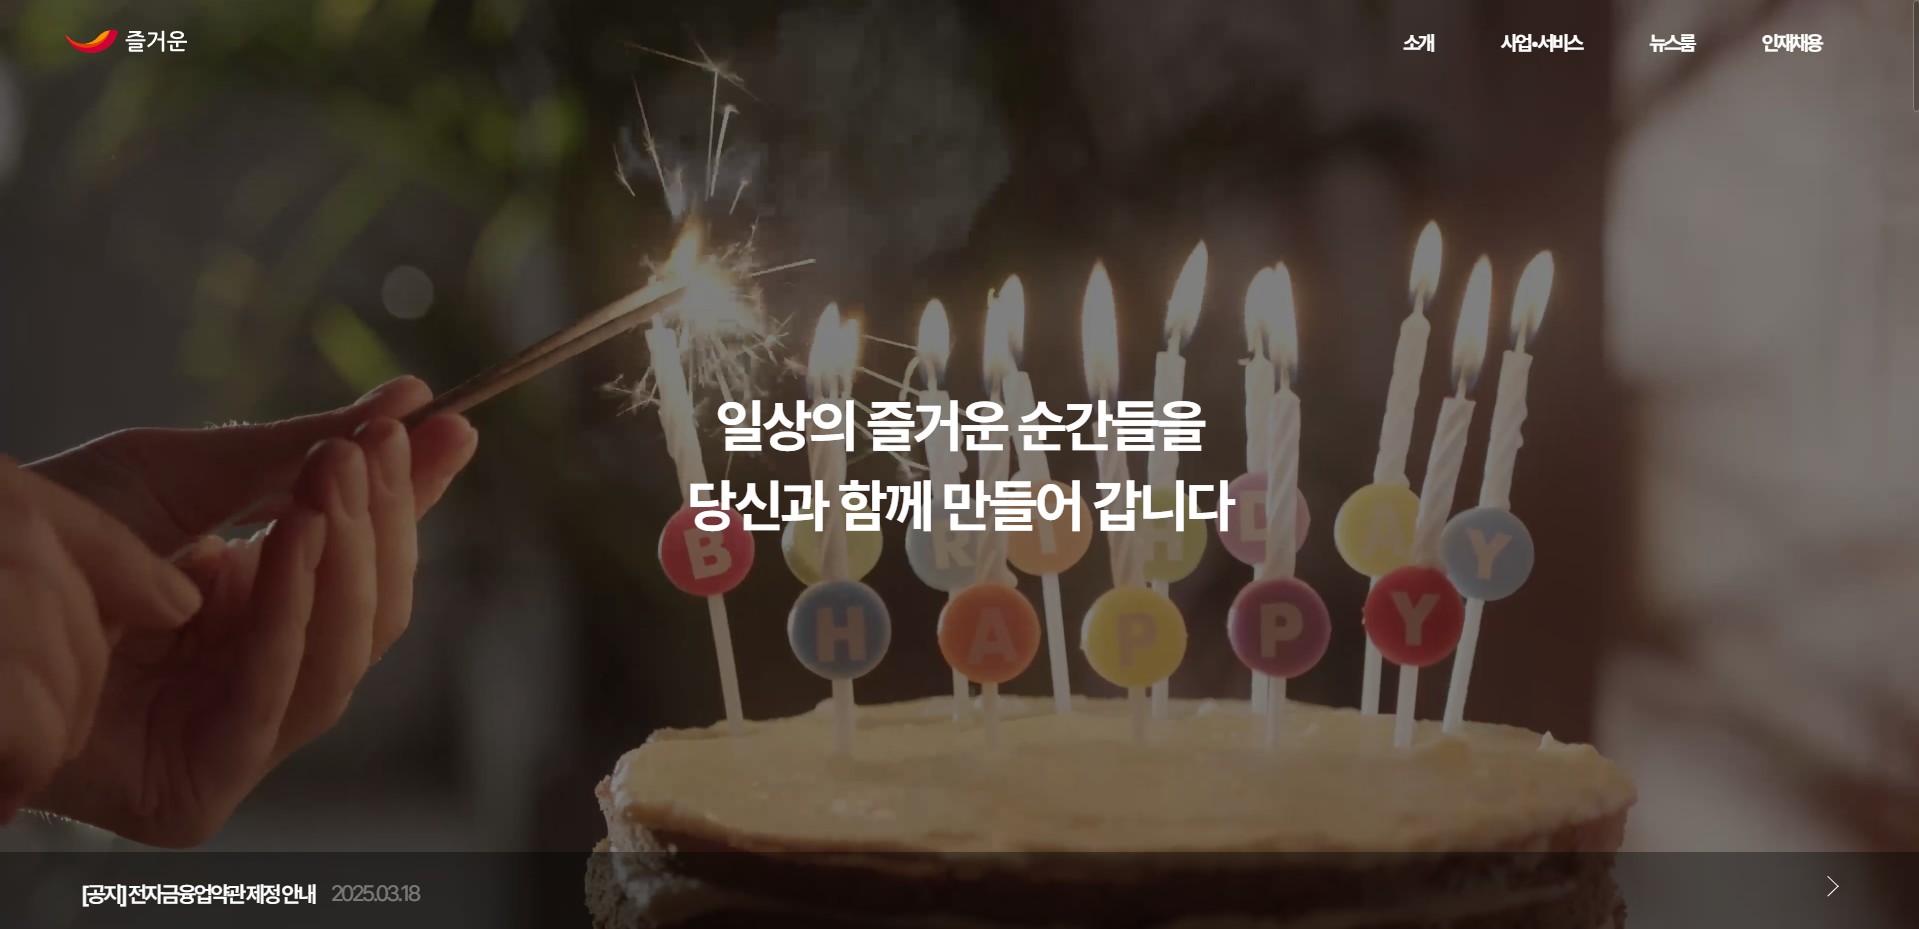 즐거운
소개 사업•서비스 뉴스룸 인재채용
일상의 즐거운 순간들을
당신과 함께 만들어 갑니다
B R T H D A Y
H A P P Y
[공지] 전자금융업약관 제정 안내 2025.03.18